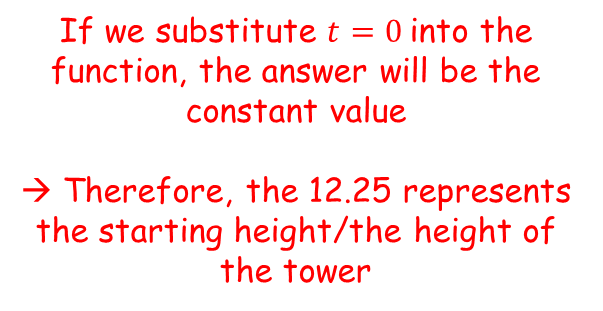 If we substitute t = 0 into the
function, the answer will be the
constant value
→ Therefore, the 12.25 represents
the starting height/the height of
the tower